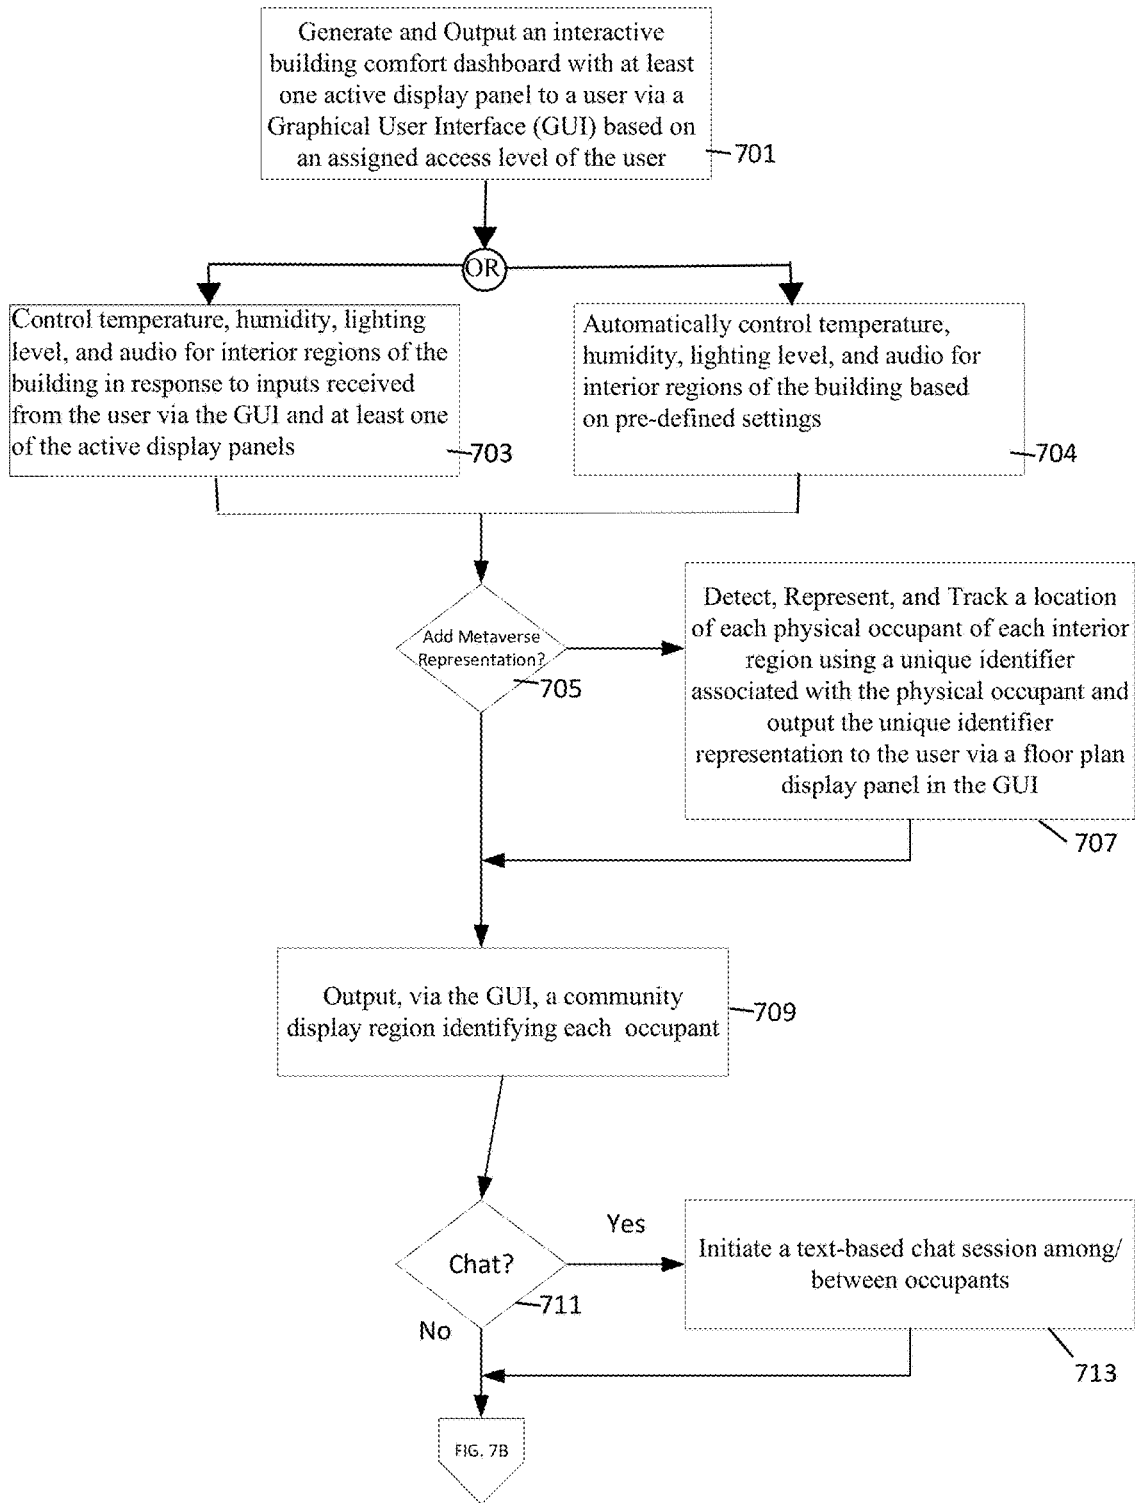 Generate and Output an interactive
building comfort dashboard with at least
one active display panel to a user via a
Graphical User Interface (GUI) based on
an assigned access level of the user
701
OR
Control temperature, humidity, lighting
level, and audio for interior regions of the
building in response to inputs received
from the user via the GUI and at least one
of the active display panels
703
Automatically control temperature,
humidity, lighting level, and audio for
interior regions of the building based
on pre-defined settings
704
Add Metaverse
Representation?
705
Detect, Represent, and Track a location
of each physical occupant of each interior
region using a unique identifier
associated with the physical occupant and
output the unique identifier
representation to the user via a floor plan
display panel in the GUI
707
Output, via the GUI, a community
display region identifying each occupant
709
Chat?
711
Yes
No
Initiate a text-based chat session among/
between occupants
713
FIG. 7B